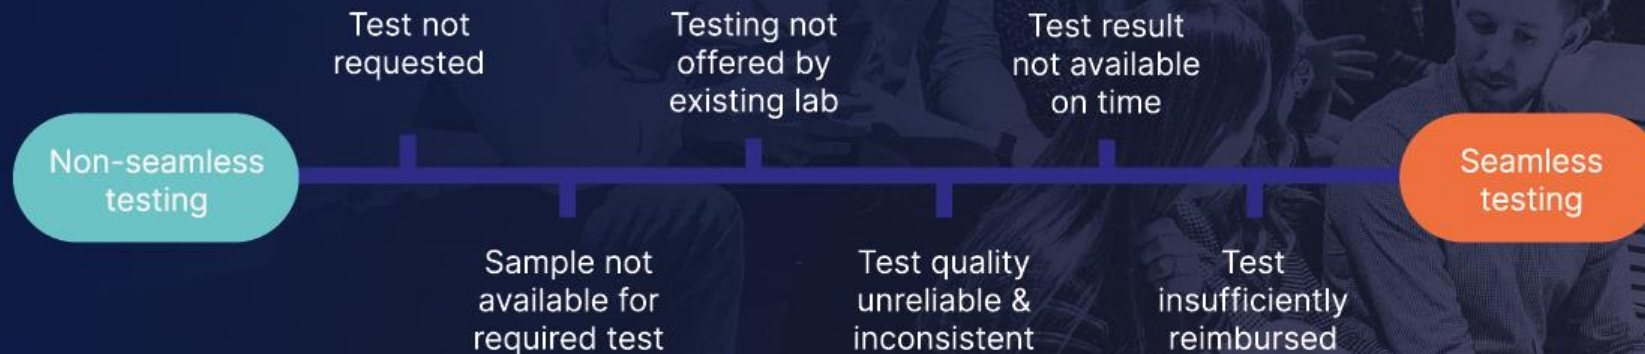 Test not
requested
Testing not
offered by
existing lab
Test result
not available
on time
Non-seamless
testing
Seamless
testing
Sample not
available for
required test
Test quality
unreliable &
inconsistent
Test
insufficiently
reimbursed